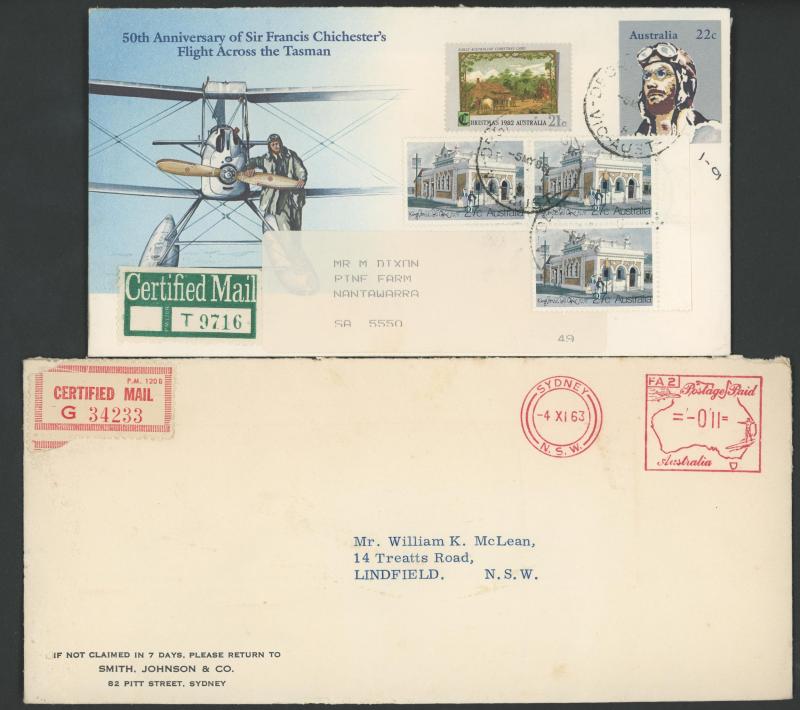 50th Anniversary of Sir Francis Chichester's
Flight Across the Tasman
Australia 22c
CHRISTMAS 1982 AUSTRALIA 21c
27c Australia
27c Australia
27c Australia
1-9
MR M DIXON
PINE FARM
NANTAWARRA
SA 5550
49
Certified Mail
T 9716
P.M. 120B
CERTIFIED MAIL
G 34233
SYDNEY
-4 XI 63
N.S.W.
FA 2
Postage Paid
=-0'11=
Australia
Mr. William K. McLean,
14 Treatts Road,
LINDFIELD. N.S.W.
IF NOT CLAIMED IN 7 DAYS, PLEASE RETURN TO
SMITH, JOHNSON & CO.
82 PITT STREET, SYDNEY